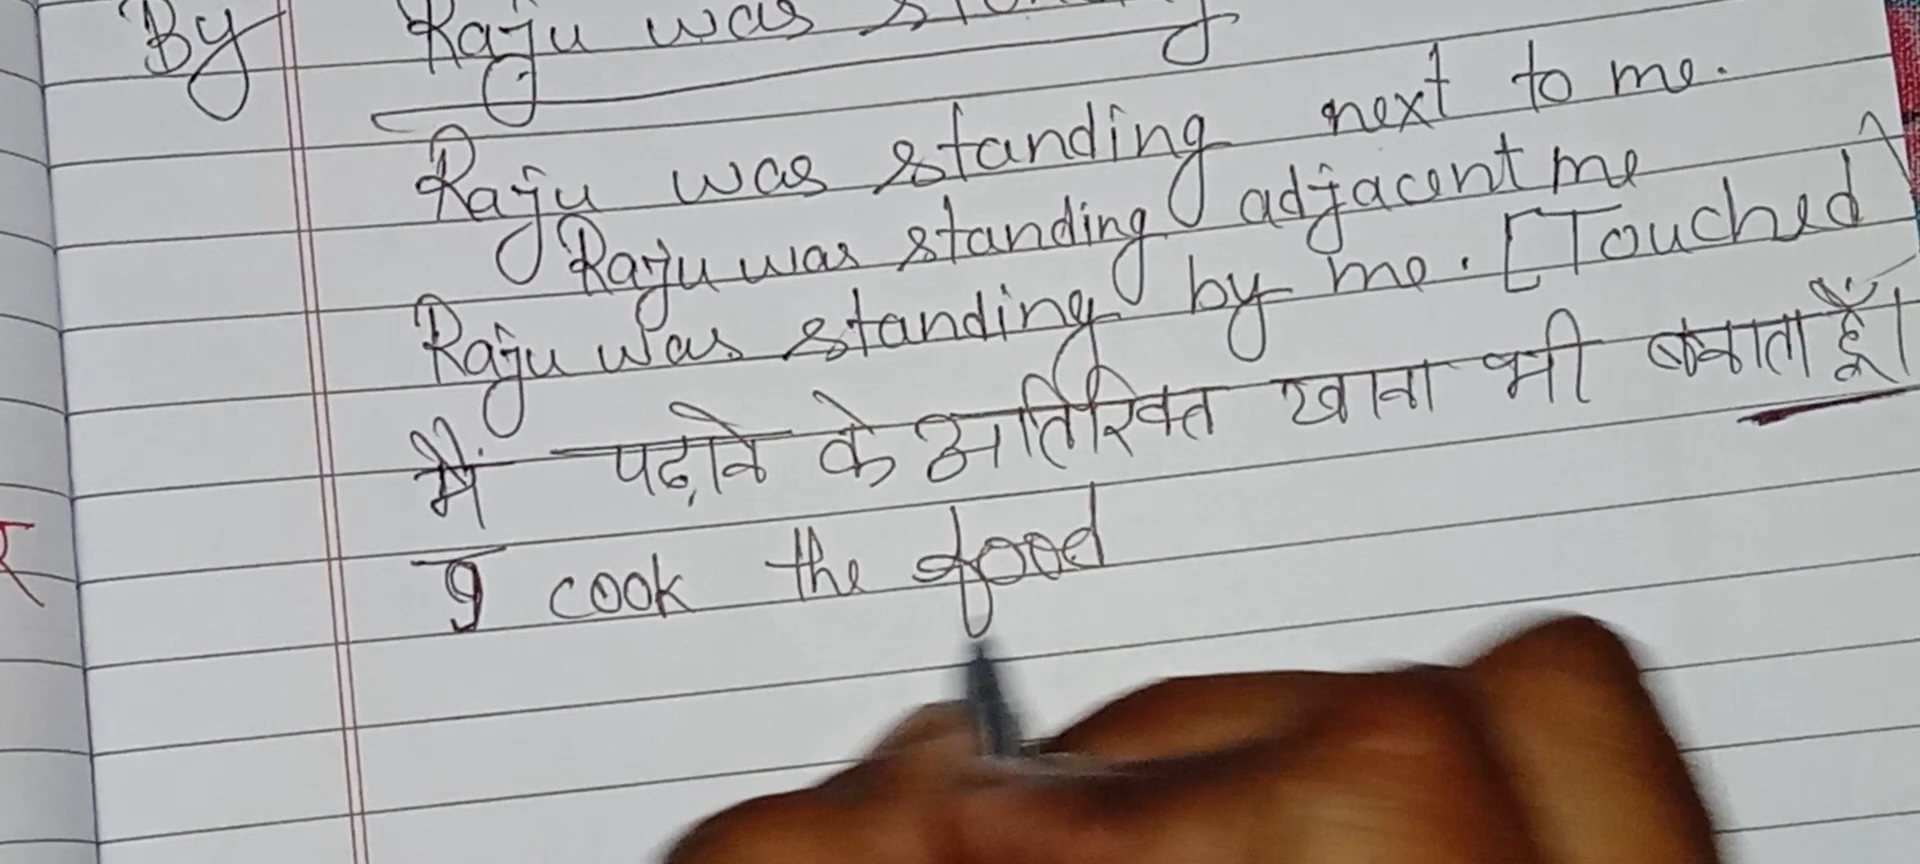 By Raju was standing
Raju was standing next to me.
Raju was standing adjacent me
Raju was standing by me. [Touched]
मैं पढ़ाने के अतिरिक्त खाना भी बनाता हूँ।
I cook the food